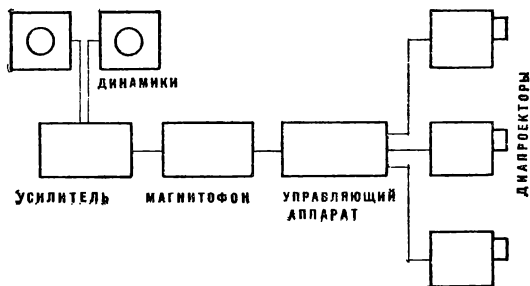 ДИНАМИКИ
УСИЛИТЕЛЬ
МАГНИТОФОН
УПРАВЛЯЮЩИЙ
АППАРАТ
ДИАПРОЕКТОРЫ